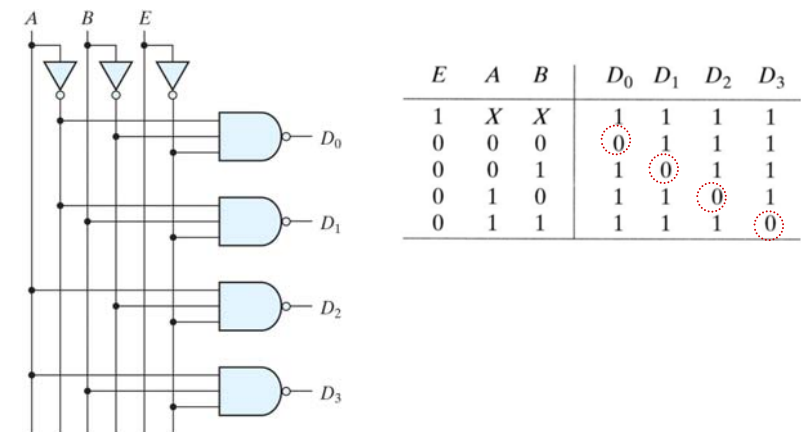 A B E
D₀
D₁
D₂
D₃
E A B D₀ D₁ D₂ D₃
1 X X 1 1 1 1
0 0 0 0 1 1 1
0 0 1 1 0 1 1
0 1 0 1 1 0 1
0 1 1 1 1 1 0